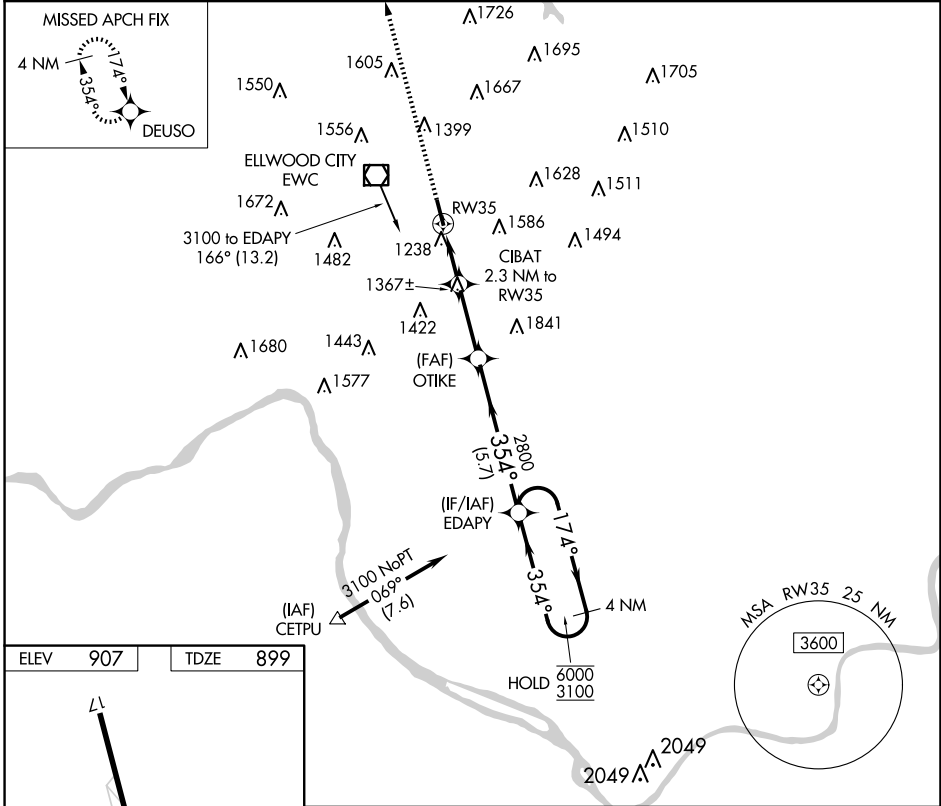 MISSED APCH FIX
4 NM
174°
354°
DEUSO
1726
1695
1605
1705
1550
1667
1556
1399
1510
ELLWOOD CITY
EWC
1628
1511
1672
RW35
3100 to EDAPY
166° (13.2)
1586
1482
1238
1494
CIBAT
2.3 NM to
RW35
1367±
1422
1841
1680
1443
(FAF)
OTIKE
1577
354°
2800
(5.7)
(IF/IAF)
EDAPY
174°
354°
4 NM
3100 NoPT
069°
(7.6)
(IAF)
CETPU
HOLD 6000
3100
MSA RW35 25 NM
3600
ELEV 907
TDZE 899
17
2049
2049